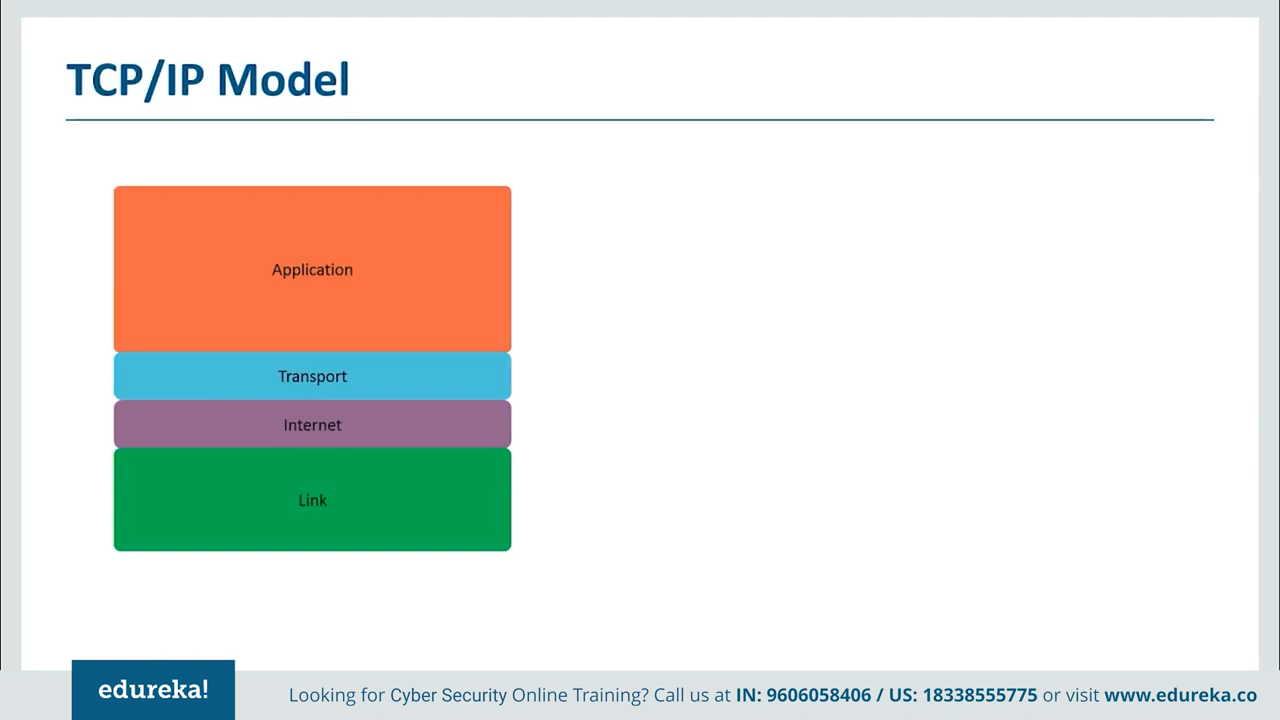 TCP/IP Model
Application
Transport
Internet
Link
edureka!
Looking for Cyber Security Online Training? Call us at IN: 9606058406 / US: 18338555775 or visit www.edureka.co